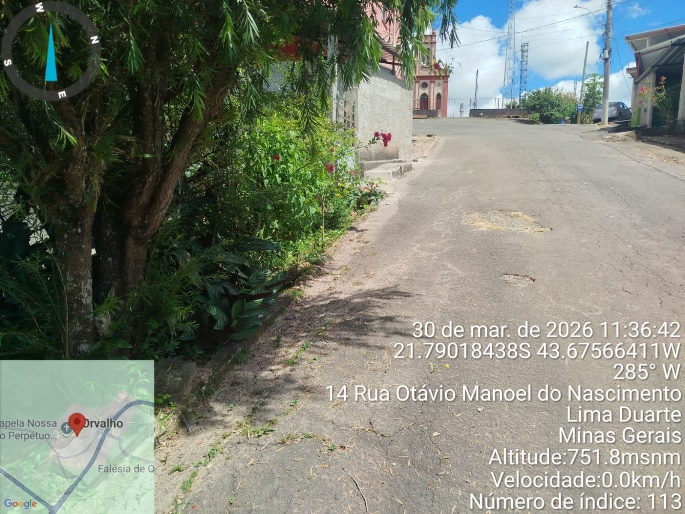 W
N
S
E
30 de mar. de 2026 11:36:42
21.79018438S 43.67566411W
285° W
14 Rua Otávio Manoel do Nascimento
Lima Duarte
Minas Gerais
Altitude:751.8msnm
Velocidade:0.0km/h
Número de índice: 113
apela Nossa
o Perpétuo...
Orvalho
Falésia de O
Google